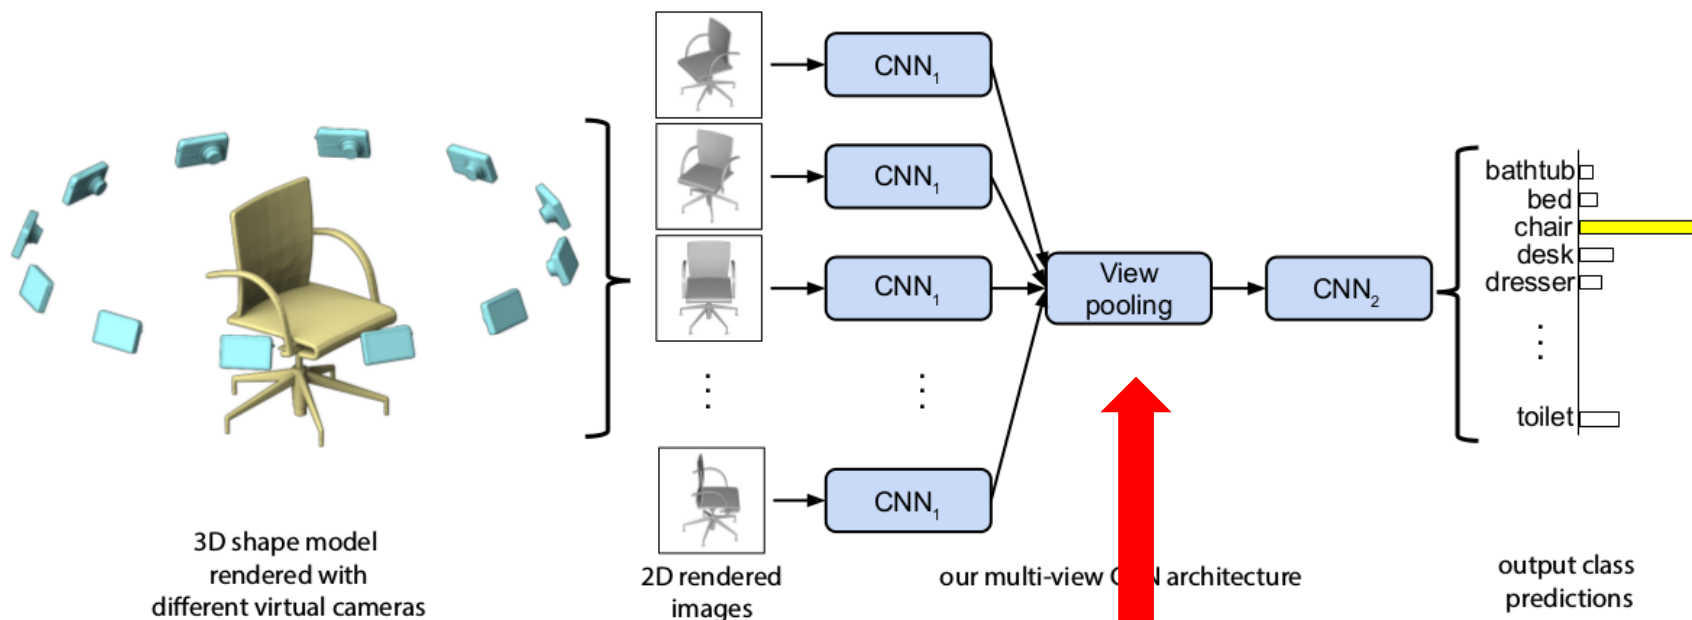 CNN1
CNN1
CNN1
CNN1
View
pooling
CNN2
bathtub
bed
chair
desk
dresser
toilet
3D shape model
rendered with
different virtual cameras
2D rendered
images
our multi-view architecture
output class
predictions